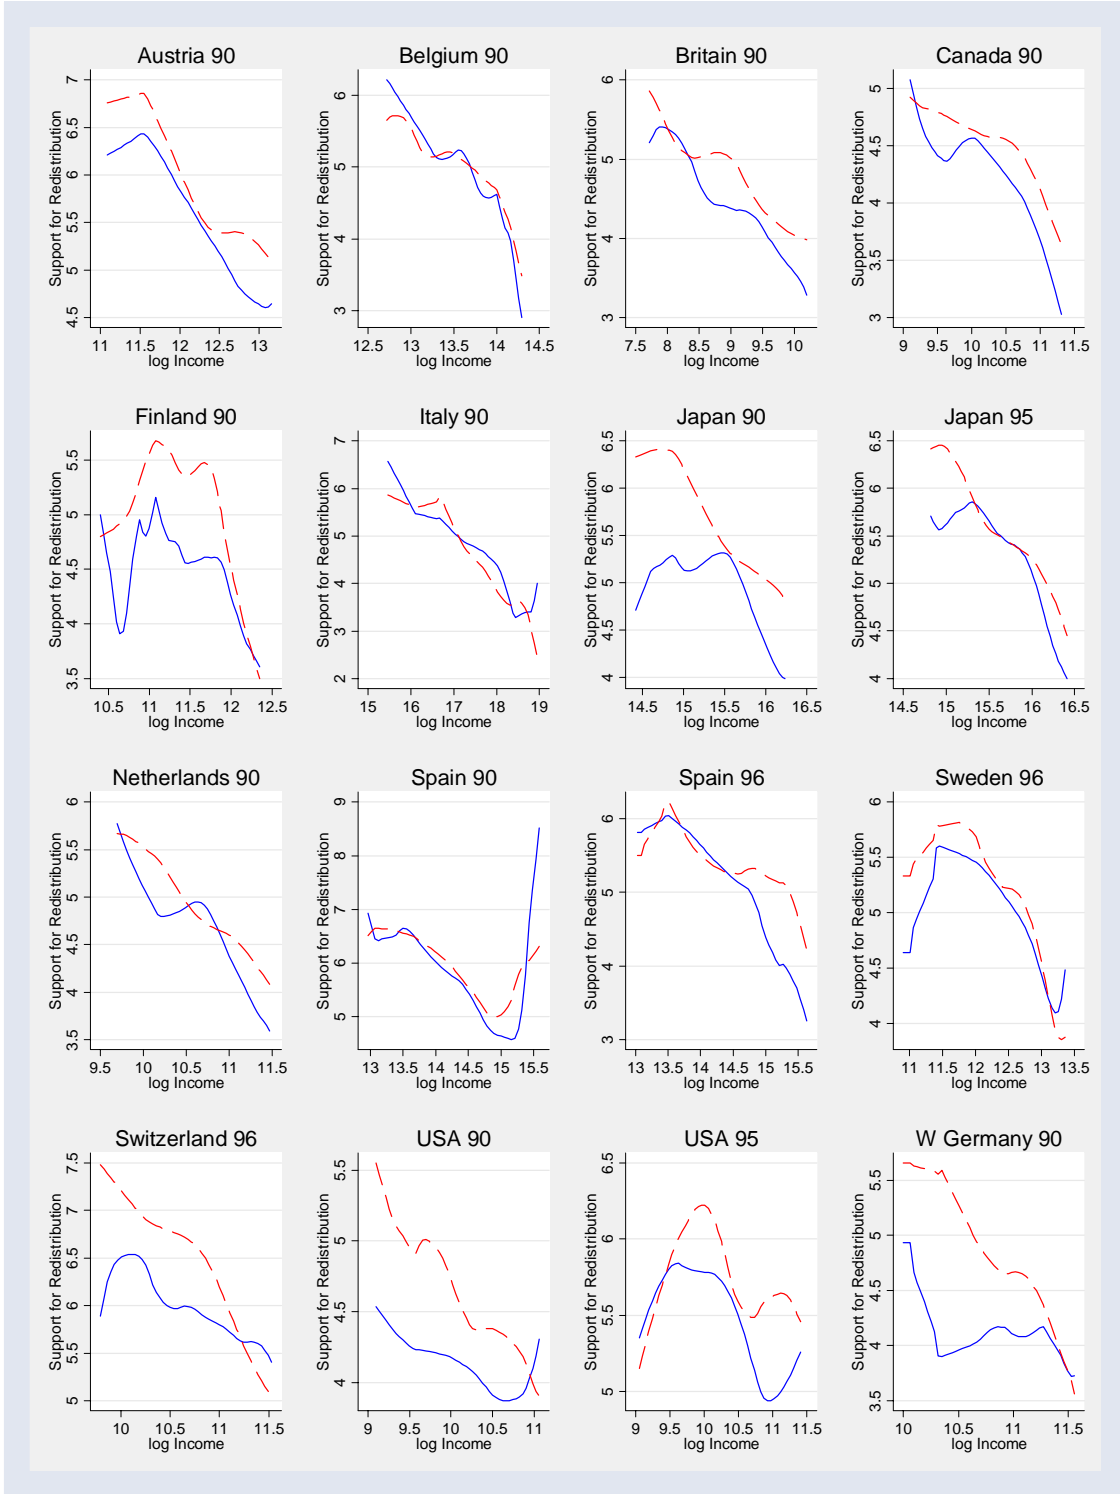 Austria 90
Support for Redistribution
4.5 5 5.5 6 6.5 7
11 11.5 12 12.5 13
log Income
Belgium 90
Support for Redistribution
3 4 5 6
12.5 13 13.5 14 14.5
log Income
Britain 90
Support for Redistribution
3 4 5 6
7.5 8 8.5 9 9.5 10
log Income
Canada 90
Support for Redistribution
3 3.5 4 4.5 5
9 9.5 10 10.5 11 11.5
log Income
Finland 90
Support for Redistribution
3.5 4 4.5 5 5.5
10.5 11 11.5 12 12.5
log Income
Italy 90
Support for Redistribution
2 3 4 5 6 7
15 16 17 18 19
log Income
Japan 90
Support for Redistribution
4 4.5 5 5.5 6 6.5
14.5 15 15.5 16 16.5
log Income
Japan 95
Support for Redistribution
4 4.5 5 5.5 6 6.5
14.5 15 15.5 16 16.5
log Income
Netherlands 90
Support for Redistribution
3.5 4 4.5 5 5.5 6
9.5 10 10.5 11 11.5
log Income
Spain 90
Support for Redistribution
5 6 7 8 9
13 13.5 14 14.5 15 15.5
log Income
Spain 96
Support for Redistribution
3 4 5 6
13 13.5 14 14.5 15 15.5
log Income
Sweden 96
Support for Redistribution
4 4.5 5 5.5 6
11 11.5 12 12.5 13 13.5
log Income
Switzerland 96
Support for Redistribution
5 5.5 6 6.5 7 7.5
10 10.5 11 11.5
log Income
USA 90
Support for Redistribution
4 4.5 5 5.5
9 9.5 10 10.5 11
log Income
USA 95
Support for Redistribution
5 5.5 6 6.5
9 9.5 10 10.5 11 11.5
log Income
W Germany 90
Support for Redistribution
3.5 4 4.5 5 5.5
10 10.5 11 11.5
log Income